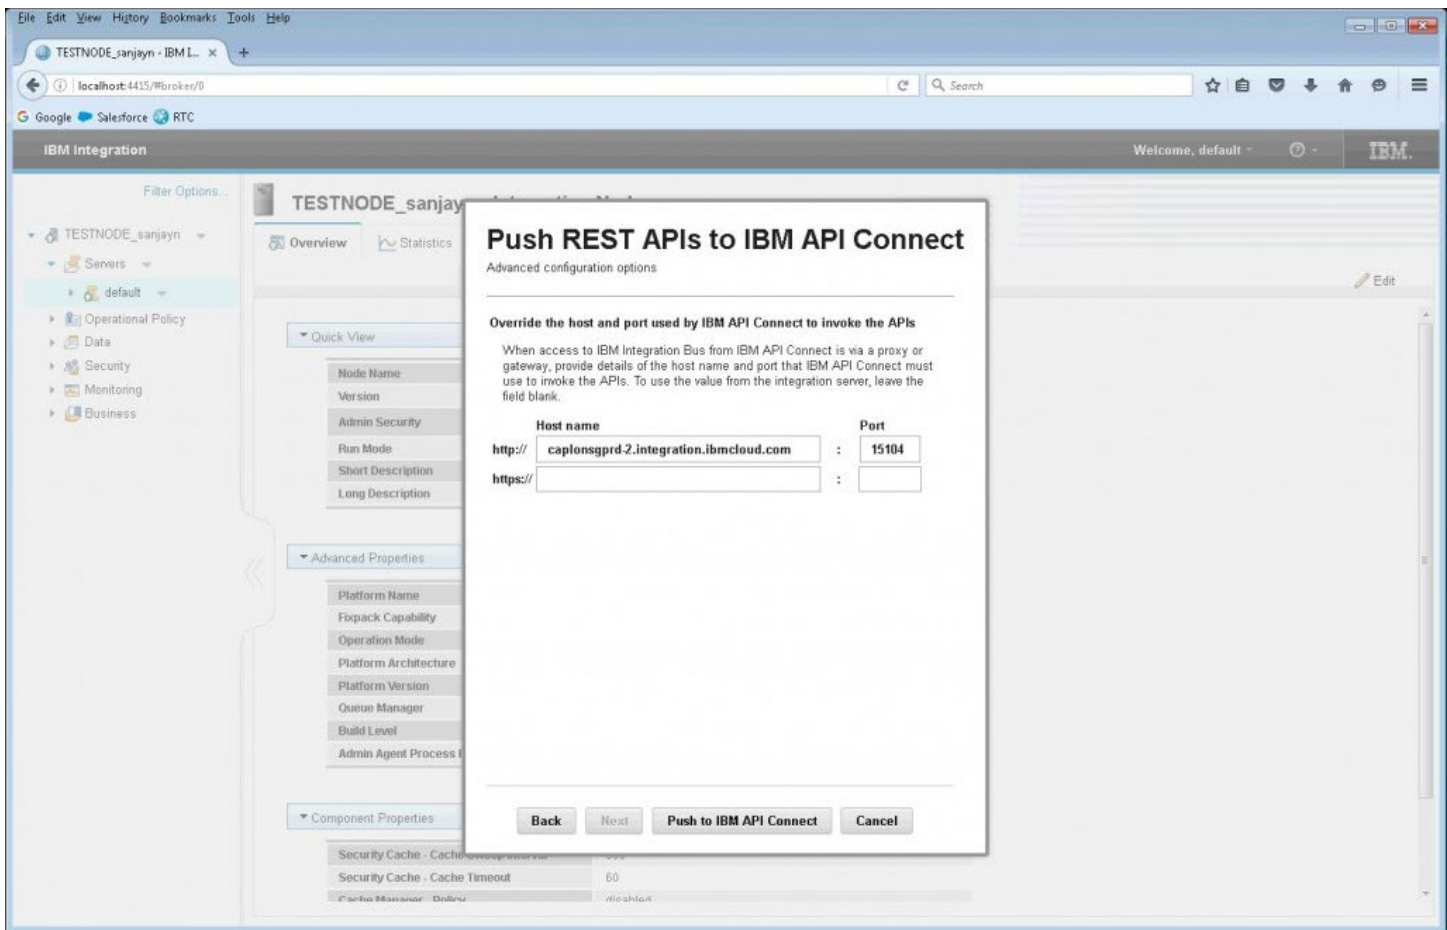 File Edit View History Bookmarks Tools Help
TESTNODE_sanjayn - IBM I... × +
localhost:4415/#broker/0
Search
Google Salesforce RTC
IBM Integration
Welcome, default
IBM.
Filter Options...
TESTNODE_sanjayn
Servers
default
Operational Policy
Data
Security
Monitoring
Business
TESTNODE_sanjay
Overview
Statistics
Edit
Quick View
Node Name
Version
Admin Security
Run Mode
Short Description
Long Description
Advanced Properties
Platform Name
Fixpack Capability
Operation Mode
Platform Architecture
Platform Version
Queue Manager
Build Level
Admin Agent Process
Component Properties
Security Cache - Cache
Security Cache - Cache Timeout 60
Cache Manager - Policy disabled
Push REST APIs to IBM API Connect
Advanced configuration options
Override the host and port used by IBM API Connect to invoke the APIs
When access to IBM Integration Bus from IBM API Connect is via a proxy or
gateway, provide details of the host name and port that IBM API Connect must
use to invoke the APIs. To use the value from the integration server, leave the
field blank.
Host name Port
http:// caplonsgprd-2.integration.ibmcloud.com : 15104
https:// :
Back Next Push to IBM API Connect Cancel